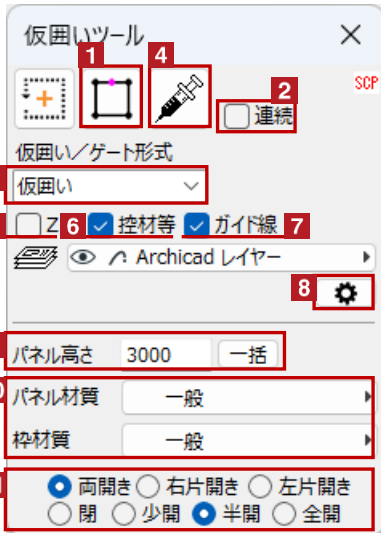 仮囲いツール
1
4
SCP
2
連続
仮囲い／ゲート形式
仮囲い
Z 6 控材等 ガイド線 7
Archicad レイヤー
8
パネル高さ 3000 一括
パネル材質 一般
枠材質 一般
両開き 右片開き 左片開き
閉 少開 半開 全開